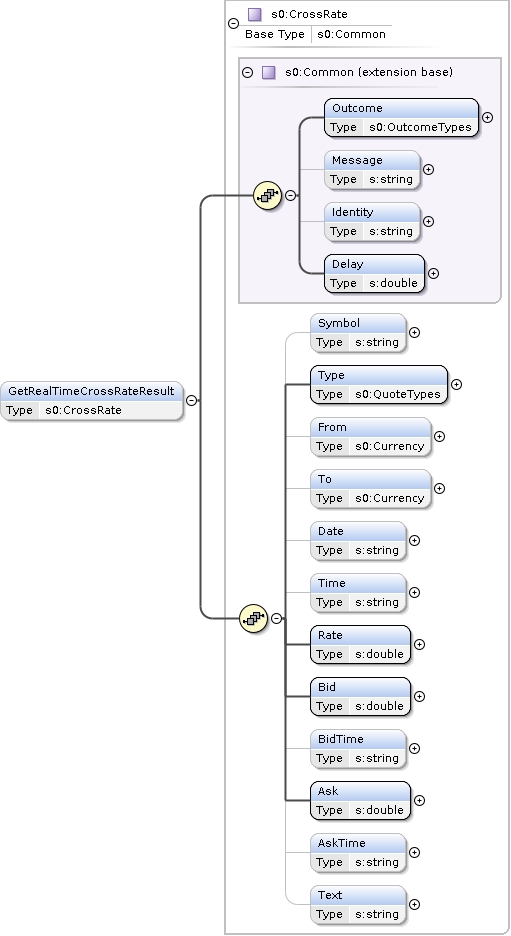 s0:CrossRate
Base Type s0:Common
s0:Common (extension base)
Outcome
Type s0:OutcomeTypes
Message
Type s:string
Identity
Type s:string
Delay
Type s:double
GetRealTimeCrossRateResult
Type s0:CrossRate
Symbol
Type s:string
Type
Type s0:QuoteTypes
From
Type s0:Currency
To
Type s0:Currency
Date
Type s:string
Time
Type s:string
Rate
Type s:double
Bid
Type s:double
BidTime
Type s:string
Ask
Type s:double
AskTime
Type s:string
Text
Type s:string